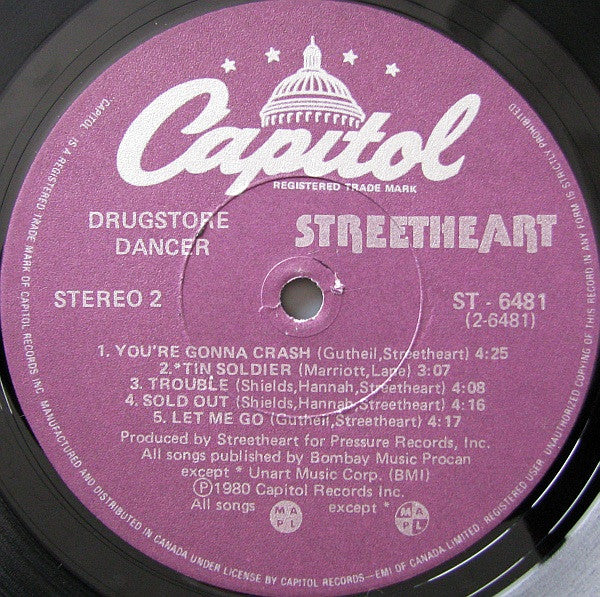 Capitol
REGISTERED TRADE MARK
DRUGSTORE
DANCER
STREETHEART
STEREO 2
ST - 6481
(2-6481)
1. YOU'RE GONNA CRASH (Gutheil,Streetheart) 4:25
2.*TIN SOLDIER (Marriott,Lane) 3:07
3. TROUBLE (Shields,Hannah,Streetheart) 4:08
4. SOLD OUT (Shields,Hannah,Streetheart) 4:16
5. LET ME GO (Gutheil,Streetheart) 4:17
Produced by Streetheart for Pressure Records, Inc.
All songs published by Bombay Music Procan
except * Unart Music Corp. (BMI)
Ⓟ1980 Capitol Records Inc.
All songs MAPL except * MAPL
CAPITOL IS A REGISTERED TRADE MARK OF CAPITOL RECORDS INC. MANUFACTURED AND DISTRIBUTED IN CANADA UNDER LICENSE BY CAPITOL RECORDS—EMI OF CANADA LIMITED. REGISTERED USER. UNAUTHORIZED COPYING OF THIS RECORD IN ANY FORM IS STRICTLY PROHIBITED